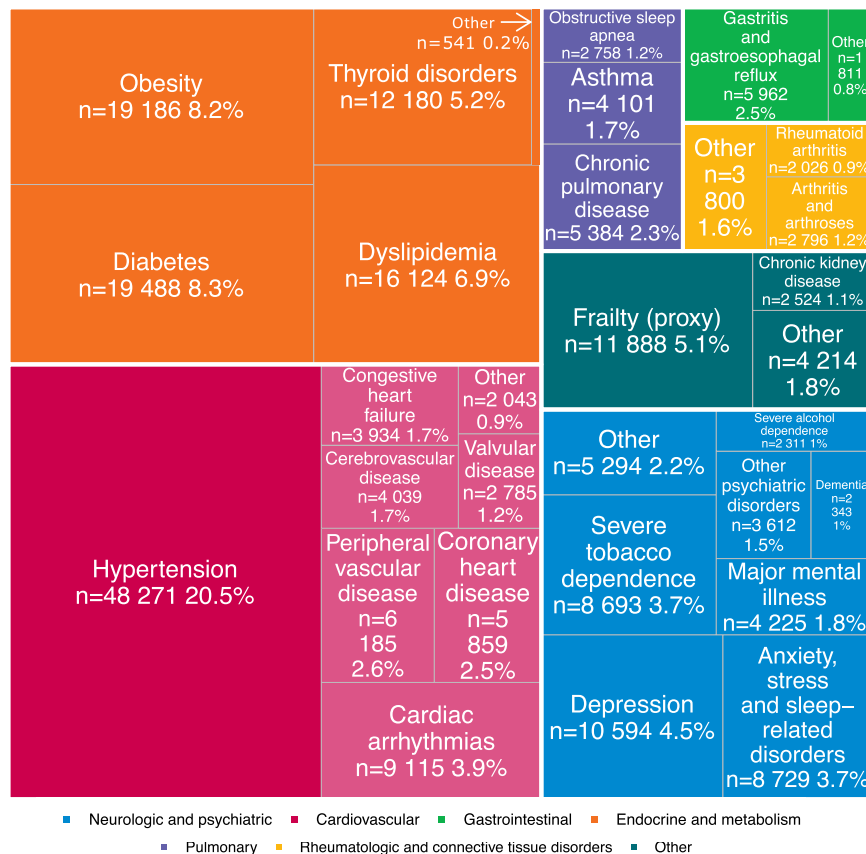 Obesity
n=19 186 8.2%
Other
n=541 0.2%
Thyroid disorders
n=12 180 5.2%
Diabetes
n=19 488 8.3%
Dyslipidemia
n=16 124 6.9%
Obstructive sleep
apnea
n=2 758 1.2%
Asthma
n=4 101
1.7%
Chronic
pulmonary
disease
n=5 384 2.3%
Gastritis
and
gastroesophagal
reflux
n=5 962
2.5%
Other
n=1
811
0.8%
Other
n=3
800
1.6%
Rheumatoid
arthritis
n=2 026 0.9%
Arthritis
and
arthroses
n=2 796 1.2%
Frailty (proxy)
n=11 888 5.1%
Chronic kidney
disease
n=2 524 1.1%
Other
n=4 214
1.8%
Hypertension
n=48 271 20.5%
Congestive
heart
failure
n=3 934 1.7%
Other
n=2 043
0.9%
Cerebrovascular
disease
n=4 039
1.7%
Valvular
disease
n=2 785
1.2%
Peripheral
vascular
disease
n=6
185
2.6%
Coronary
heart
disease
n=5
859
2.5%
Cardiac
arrhythmias
n=9 115 3.9%
Other
n=5 294 2.2%
Severe alcohol
dependence
n=2 311 1%
Severe
tobacco
dependence
n=8 693 3.7%
Other
psychiatric
disorders
n=3 612
1.5%
Dementia
n=2
343
1%
Major mental
illness
n=4 225 1.8%
Depression
n=10 594 4.5%
Anxiety,
stress
and sleep–
related
disorders
n=8 729 3.7%
Neurologic and psychiatric Cardiovascular Gastrointestinal Endocrine and metabolism
Pulmonary Rheumatologic and connective tissue disorders Other